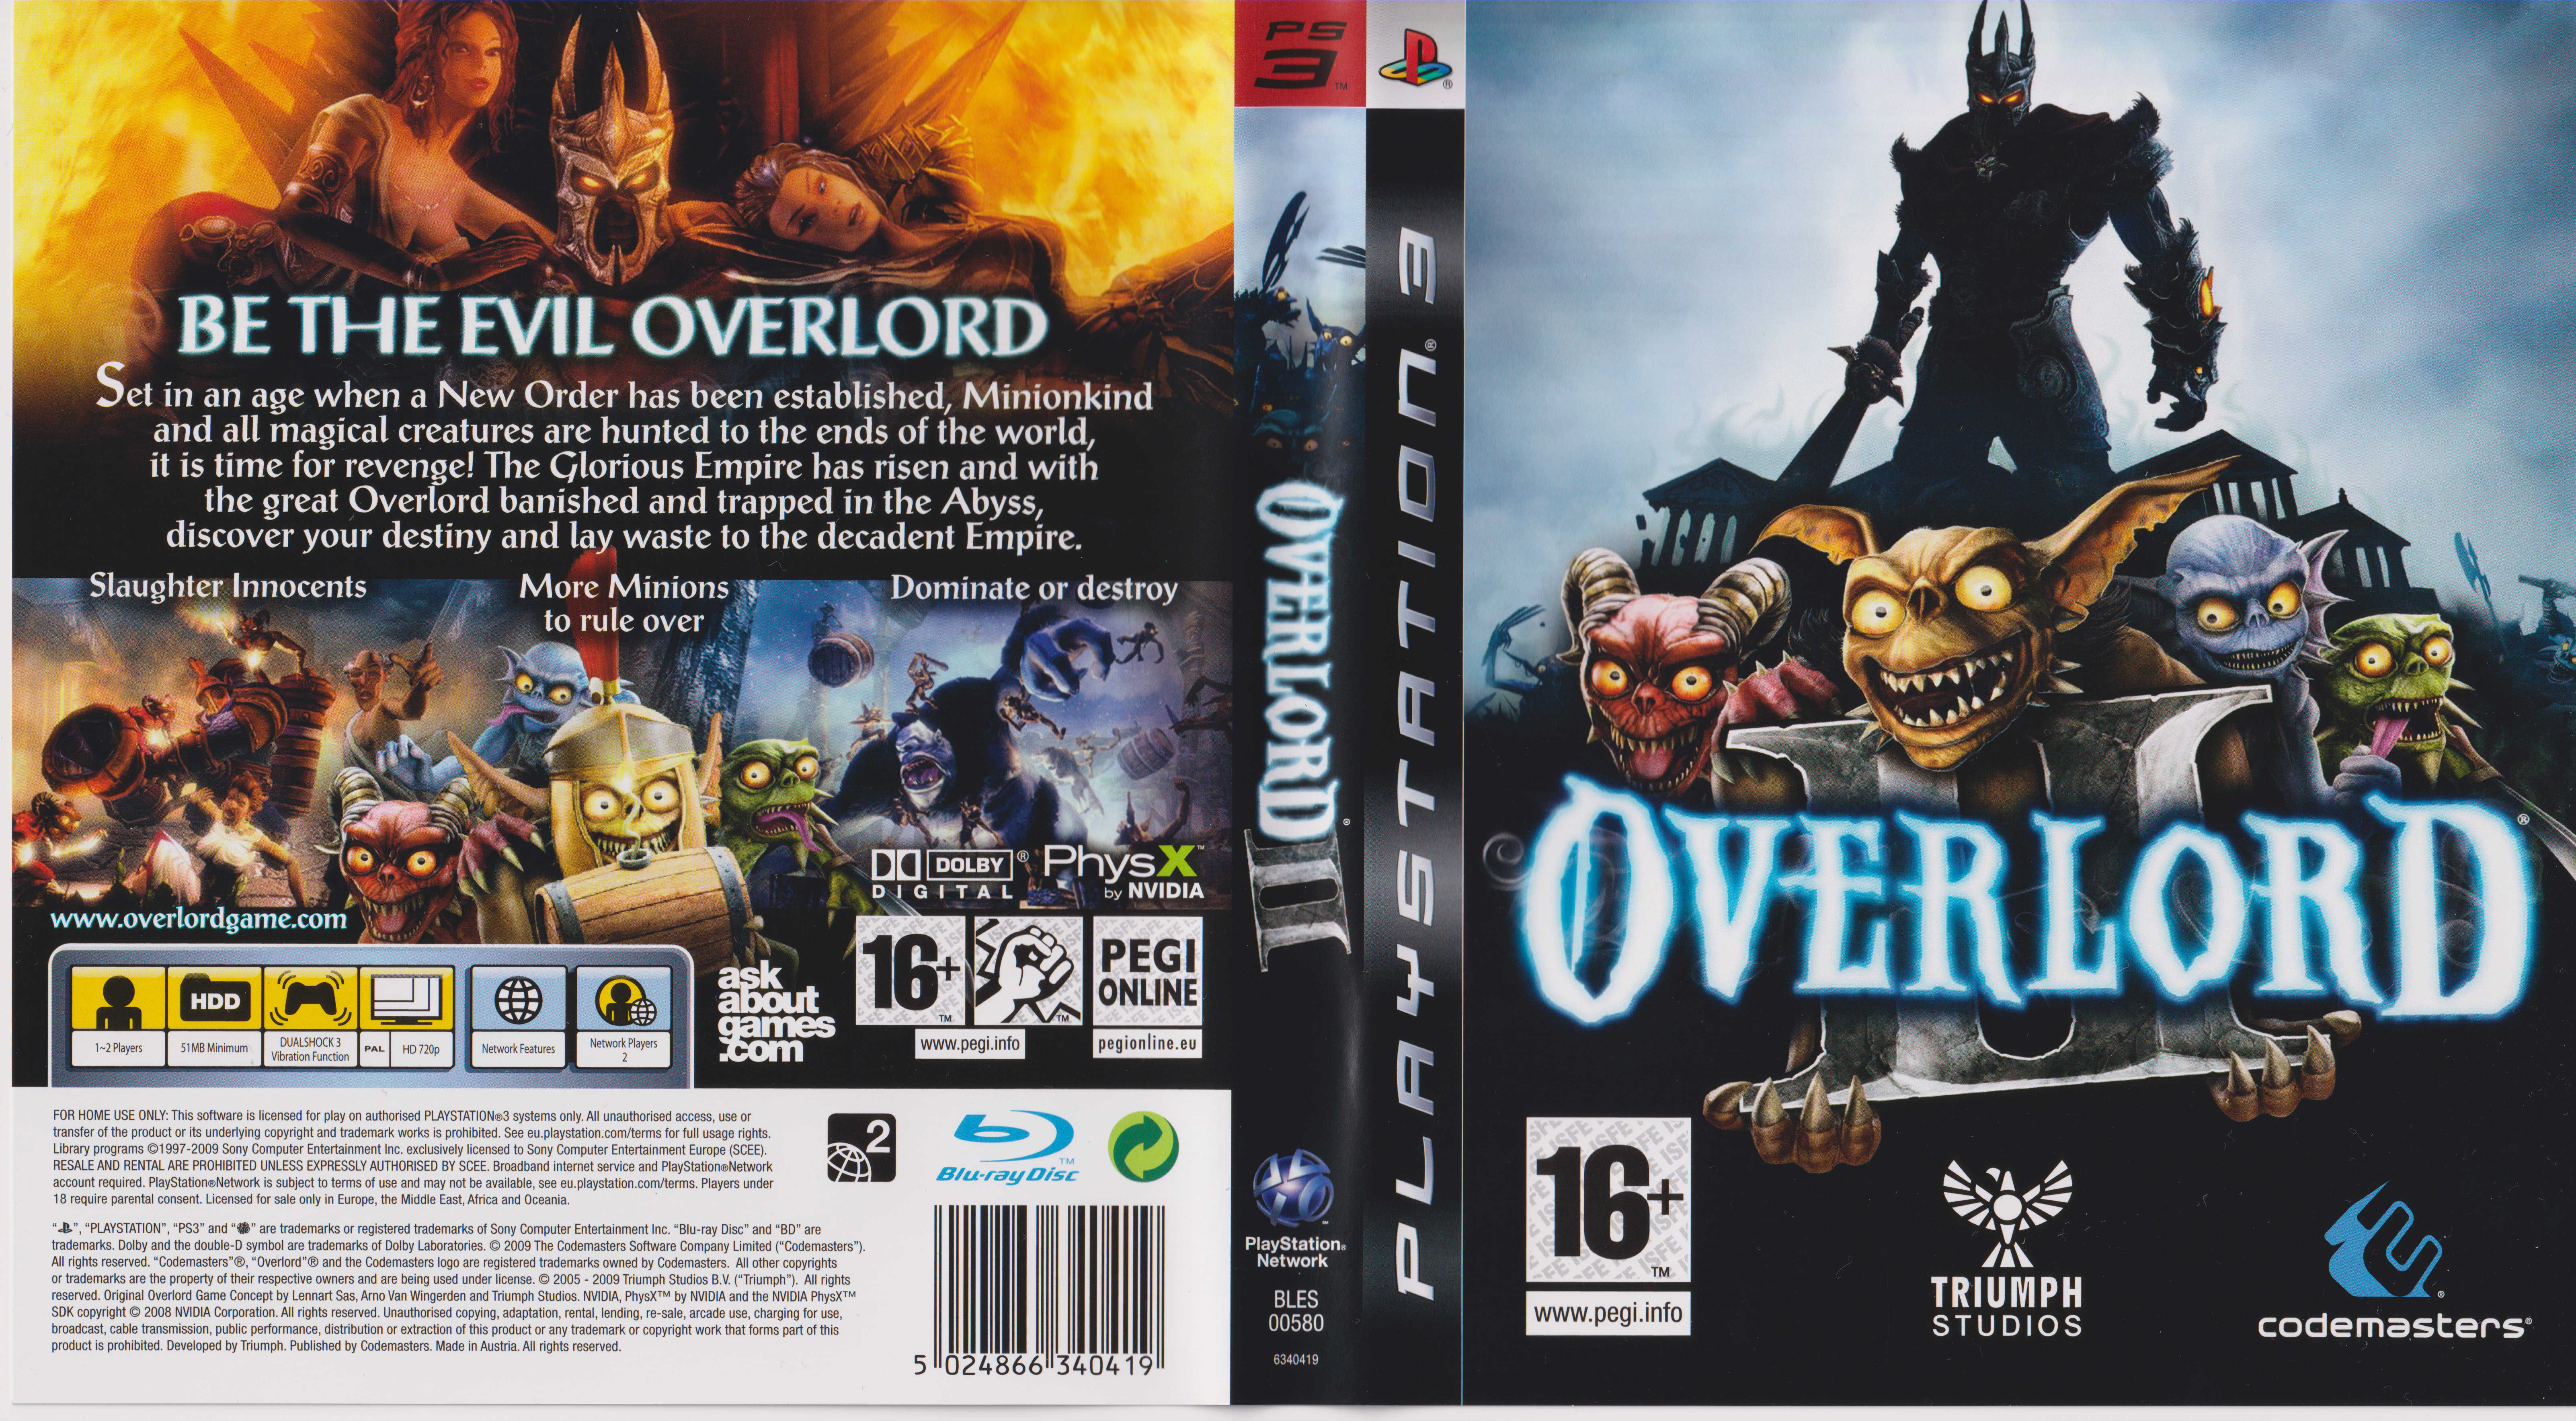 BE THE EVIL OVERLORD
Set in an age when a New Order has been established, Minionkind
and all magical creatures are hunted to the ends of the world,
it is time for revenge! The Glorious Empire has risen and with
the great Overlord banished and trapped in the Abyss,
discover your destiny and lay waste to the decadent Empire.
Slaughter Innocents
More Minions
to rule over
Dominate or destroy
DOLBY®
DIGITAL
PhysX™
by NVIDIA
www.overlordgame.com
1~2 Players
HDD
51MB Minimum
DUALSHOCK 3
Vibration Function
PAL
HD 720p
Network Features
Network Players
2
ask
about
games
.com
16+
TM
TM
www.pegi.info
PEGI
ONLINE
pegionline.eu
FOR HOME USE ONLY: This software is licensed for play on authorised PLAYSTATION®3 systems only. All unauthorised access, use or
transfer of the product or its underlying copyright and trademark works is prohibited. See eu.playstation.com/terms for full usage rights.
Library programs ©1997-2009 Sony Computer Entertainment Inc. exclusively licensed to Sony Computer Entertainment Europe (SCEE).
RESALE AND RENTAL ARE PROHIBITED UNLESS EXPRESSLY AUTHORISED BY SCEE. Broadband internet service and PlayStation®Network
account required. PlayStation®Network is subject to terms of use and may not be available, see eu.playstation.com/terms. Players under
18 require parental consent. Licensed for sale only in Europe, the Middle East, Africa and Oceania.
2
TM
Blu-ray Disc
“ ”, “PLAYSTATION”, “PS3” and “ ” are trademarks or registered trademarks of Sony Computer Entertainment Inc. “Blu-ray Disc” and “BD” are
trademarks. Dolby and the double-D symbol are trademarks of Dolby Laboratories. © 2009 The Codemasters Software Company Limited (“Codemasters”).
All rights reserved. “Codemasters”®, “Overlord”® and the Codemasters logo are registered trademarks owned by Codemasters. All other copyrights
or trademarks are the property of their respective owners and are being used under license. © 2005 - 2009 Triumph Studios B.V. (“Triumph”). All rights
reserved. Original Overlord Game Concept by Lennart Sas, Arno Van Wingerden and Triumph Studios. NVIDIA, PhysX™ by NVIDIA and the NVIDIA PhysX™
SDK copyright © 2008 NVIDIA Corporation. All rights reserved. Unauthorised copying, adaptation, rental, lending, re-sale, arcade use, charging for use,
broadcast, cable transmission, public performance, distribution or extraction of this product or any trademark or copyright work that forms part of this
product is prohibited. Developed by Triumph. Published by Codemasters. Made in Austria. All rights reserved.
5 024866 340419
PS3™
OVERLORD®
II
PlayStation®
Network
BLES
00580
6340419
PLAYSTATION®3
OVERLORD®
II
16+
TM
www.pegi.info
TRIUMPH
STUDIOS
codemasters®